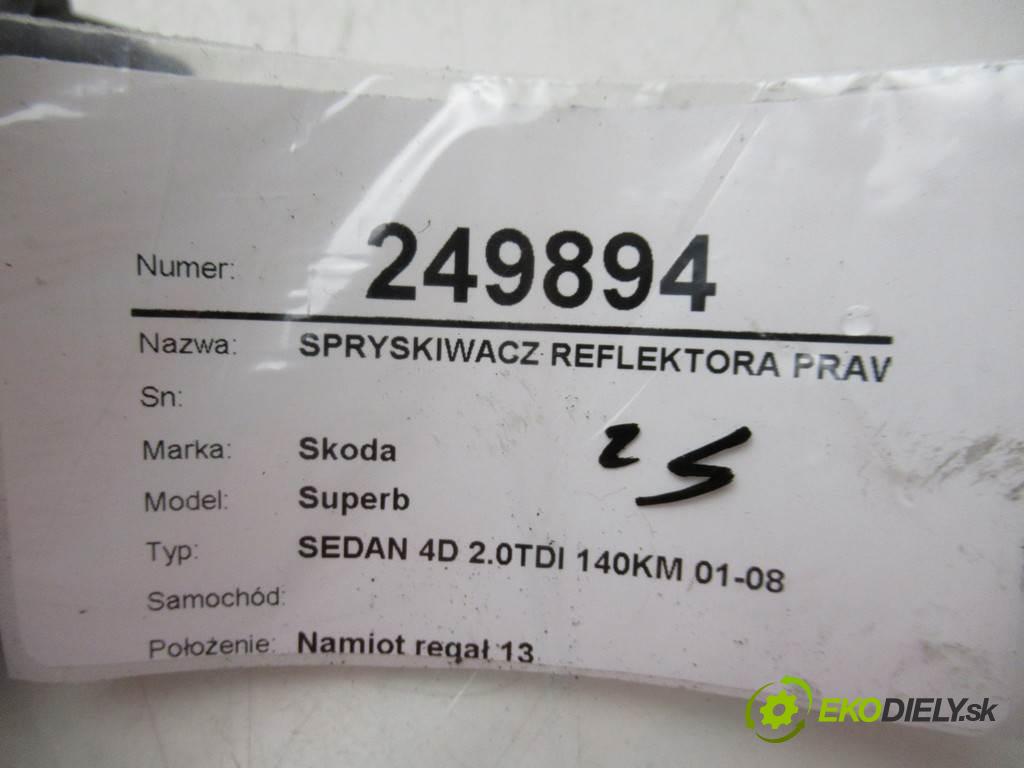 Numer: 249894
Nazwa: SPRYSKIWACZ REFLEKTORA PRAV
Sn:
Marka: Skoda
25
Model: Superb
Typ: SEDAN 4D 2.0TDI 140KM 01-08
Samochód:
Położenie: Namiot regał 13
EKODIELY.sk